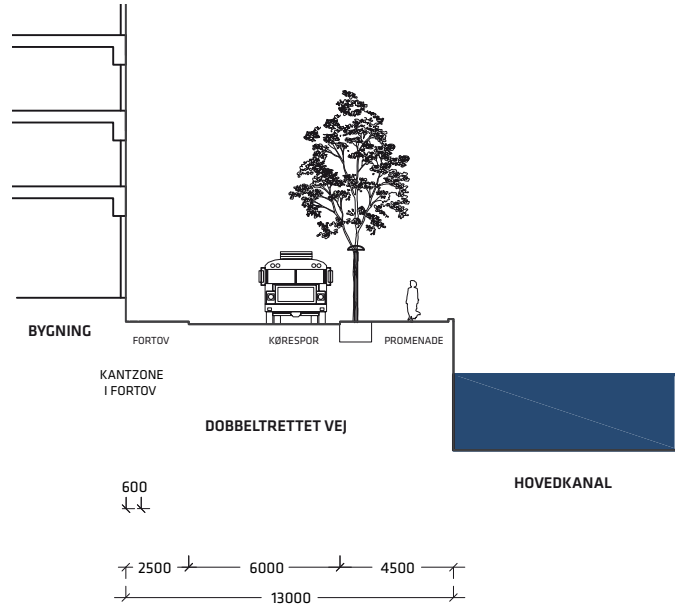 BYGNING
FORTOV
KØRESPOR
PROMENADE
KANTZONE
I FORTOV
DOBBELTRETTET VEJ
HOVEDKANAL
600
2500
6000
4500
13000